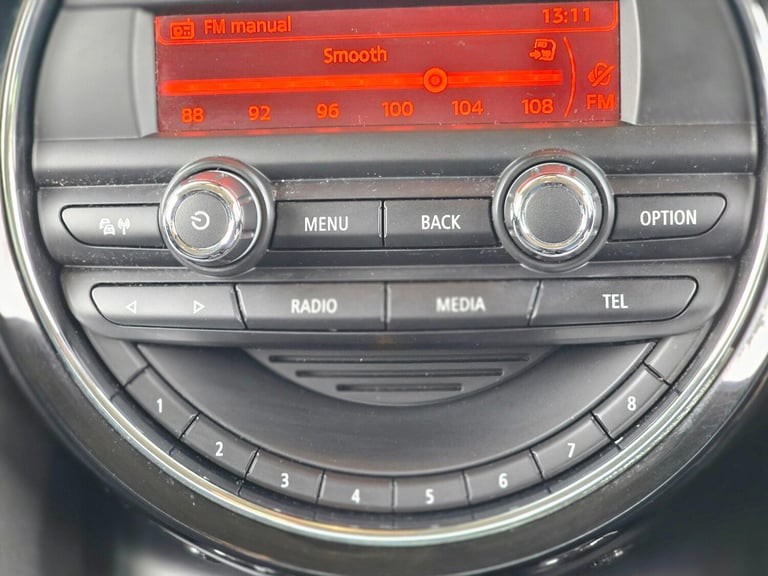 FM manual 13:11
Smooth
88 92 96 100 104 108 FM
MENU BACK OPTION
RADIO MEDIA TEL
1 2 3 4 5 6 7 8